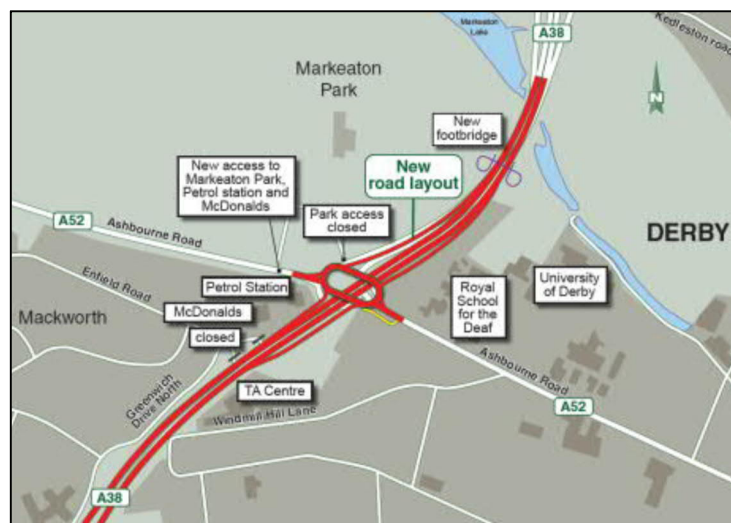 Markeaton
Lake
A38
Kedleston road
Markeaton
Park
N
New
footbridge
New access to
Markeaton Park,
Petrol station and
McDonalds
New
road layout
Park access
closed
A52
Ashbourne Road
DERBY
Enfield Road
Petrol Station
Royal
School
for the
Deaf
University
of Derby
Mackworth
McDonalds
closed
Ashbourne Road
Greenwich
Drive North
TA Centre
A52
Windmill Hal Lane
A38